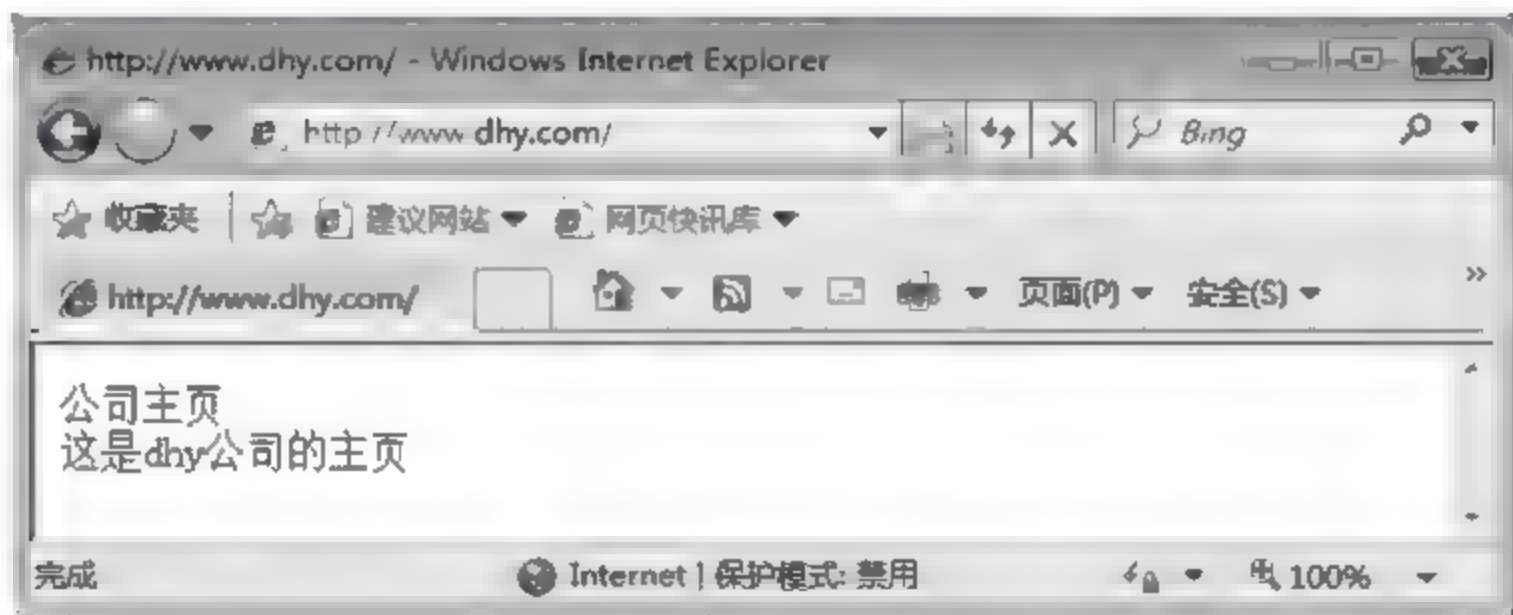 http://www.dhy.com/ - Windows Internet Explorer
http://www.dhy.com/ Bing
收藏夹 建议网站 网页快讯库
http://www.dhy.com/ 页面(P) 安全(S) »
公司主页
这是dhy公司的主页
完成 Internet | 保护模式: 禁用 100%